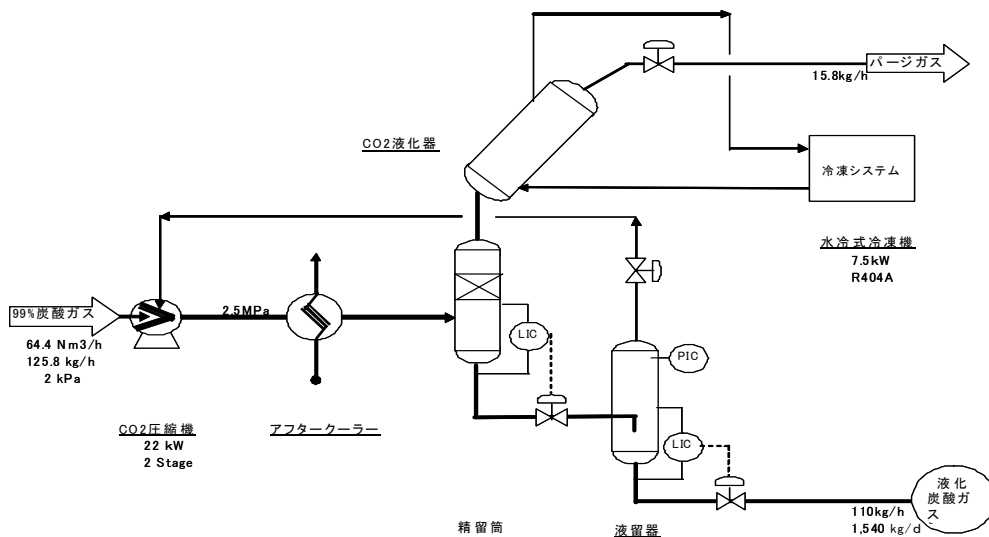 パージガス
15.8kg/h
CO2液化器
冷凍システム
水冷式冷凍機
7.5kW
R404A
99%炭酸ガス
2.5MPa
64.4 Nm3/h
125.8 kg/h
2 kPa
LIC
PIC
CO2圧縮機
22 kW
2 Stage
アフタークーラー
LIC
液化
炭酸ガ
ス
110kg/h
1,540 kg/d
精留筒
液留器